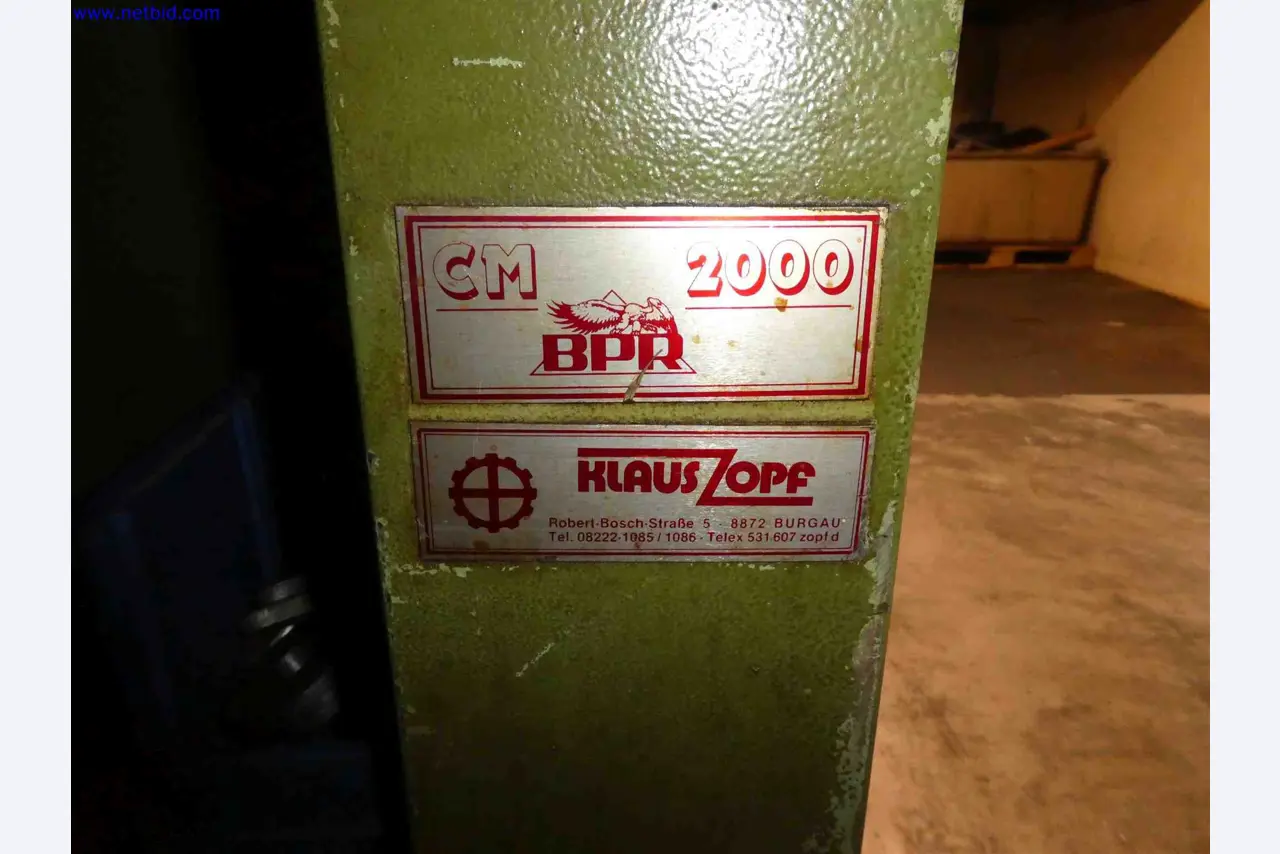 www.netbid.com
CM 2000
BPR
KLAUS ZOPF
Robert-Bosch-Straße 5 · 8872 BURGAU
Tel. 08222-1085 / 1086 · Telex 531 607 zopf d